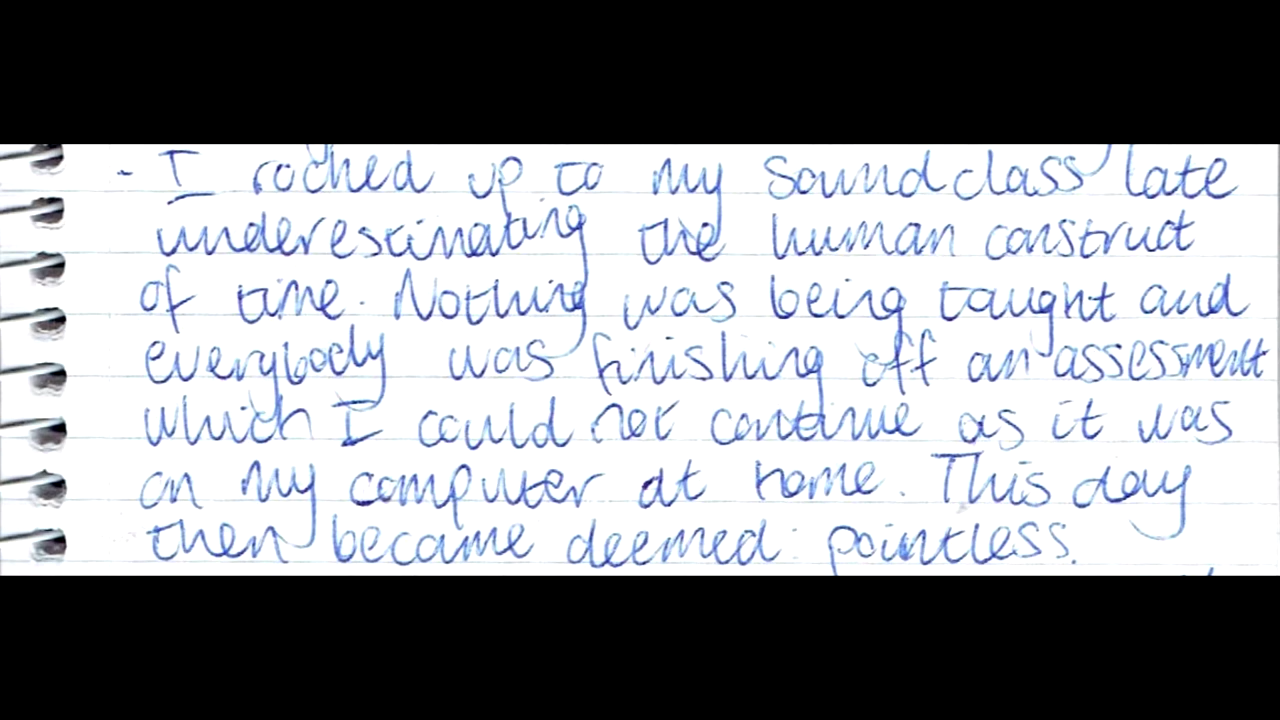 - I rocked up to my Sound class late
underestimating the human construct
of time. Nothing was being taught and
everybody was finishing off an assessment
which I could not continue as it was
on my computer at home. This day
then became deemed pointless.